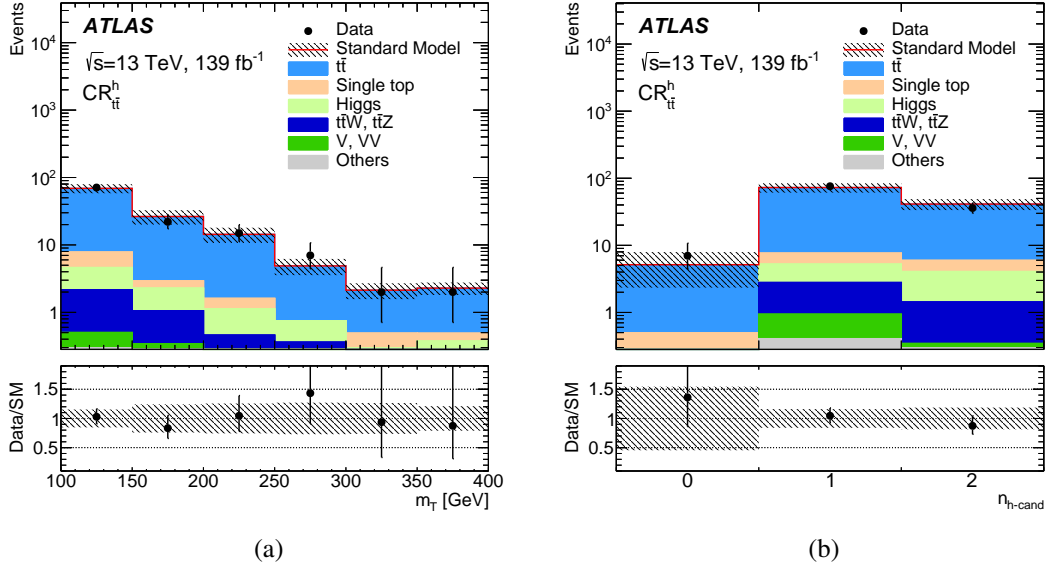 Events
10⁴
10³
10²
10
1
ATLAS
√s=13 TeV, 139 fb⁻¹
CR^h_tt̄
Data
Standard Model
tt̄
Single top
Higgs
tt̄W, tt̄Z
V, VV
Others
Data/SM
1.5
1
0.5
100 150 200 250 300 350 400
m_T [GeV]
(a)
Events
10⁴
10³
10²
10
1
ATLAS
√s=13 TeV, 139 fb⁻¹
CR^h_tt̄
Data
Standard Model
tt̄
Single top
Higgs
tt̄W, tt̄Z
V, VV
Others
Data/SM
1.5
1
0.5
0 1 2
n_h-cand
(b)